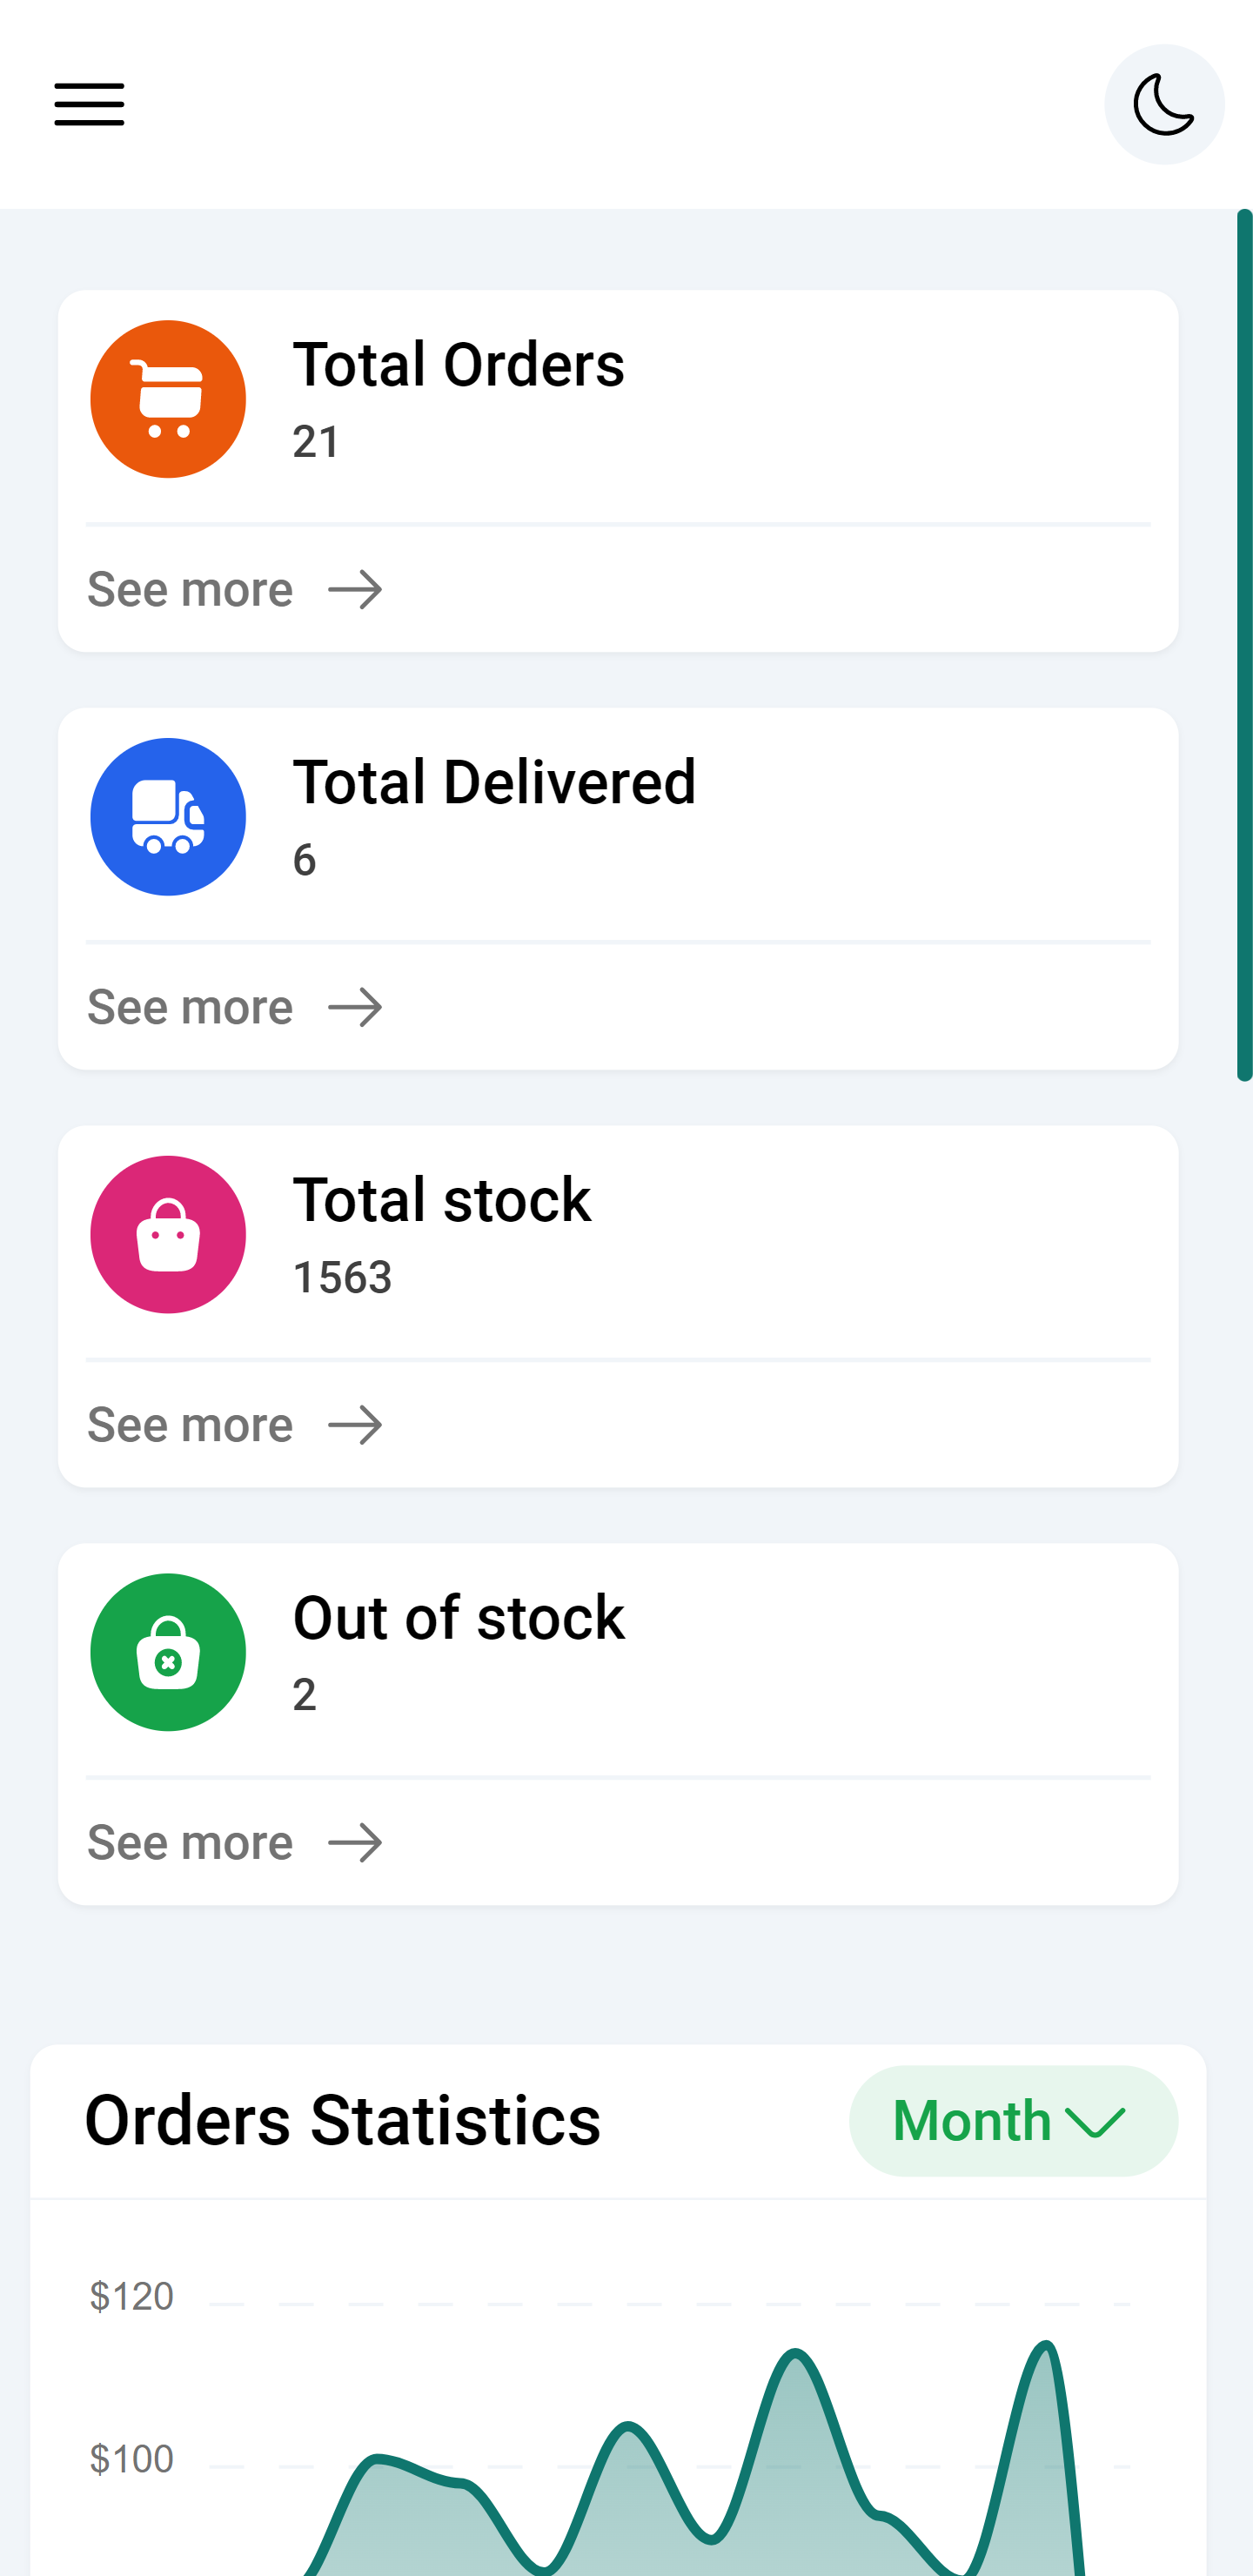 Total Orders
21
See more
Total Delivered
6
See more
Total stock
1563
See more
Out of stock
2
See more
Orders Statistics
Month
$120
$100